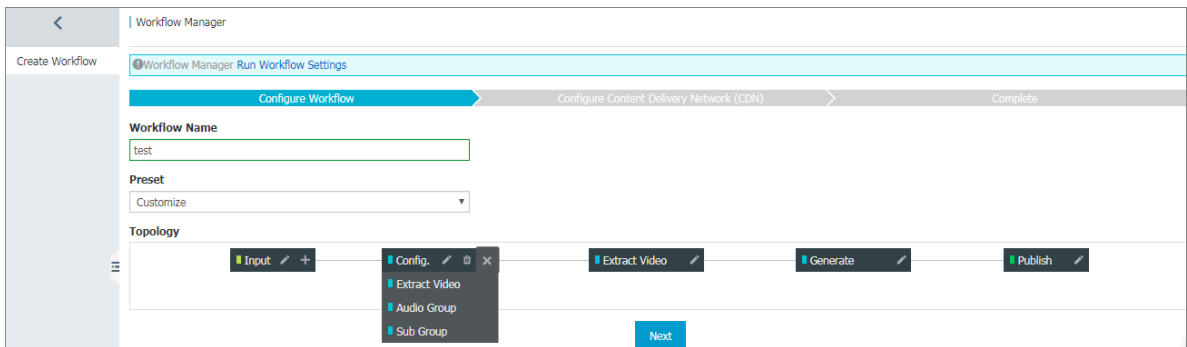 Workflow Manager
Create Workflow
Workflow Manager Run Workflow Settings
Configure Workflow Configure Content Delivery Network (CDN) Complete
Workflow Name
test
Preset
Customize
Topology
Input Config. Extract Video Generate Publish
Extract Video
Audio Group
Sub Group
Next